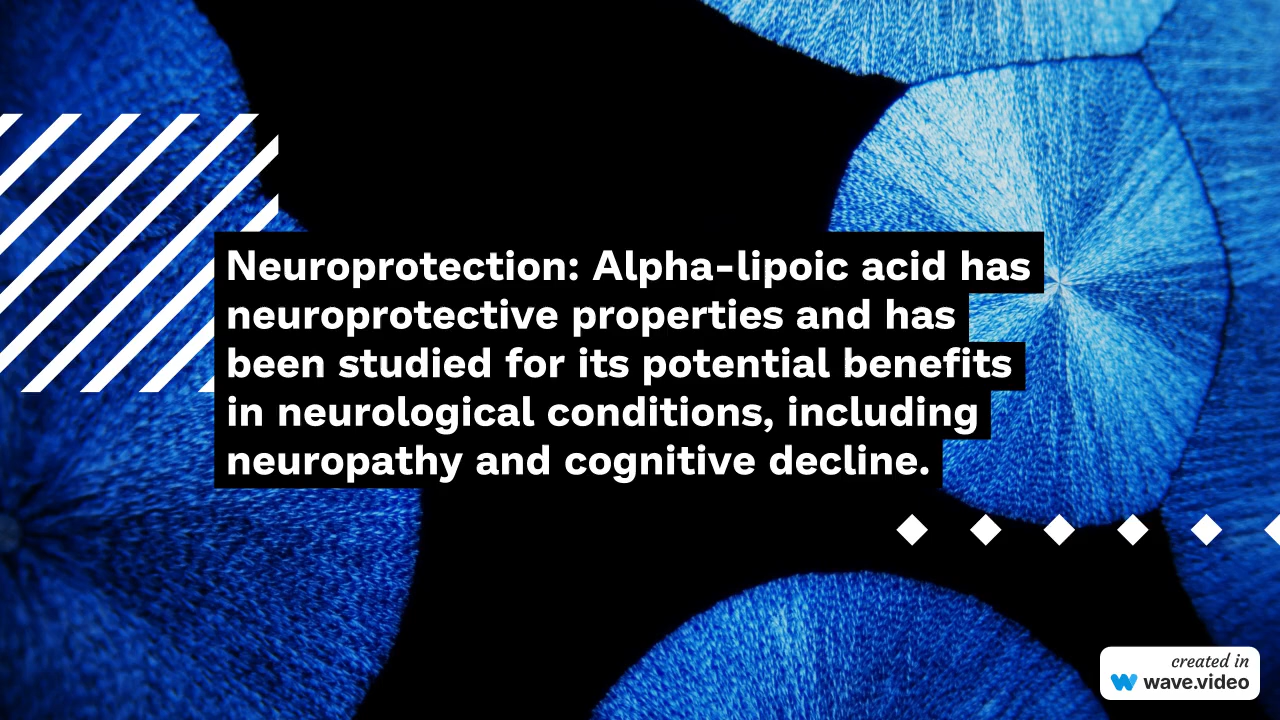 Neuroprotection: Alpha-lipoic acid has
neuroprotective properties and has
been studied for its potential benefits
in neurological conditions, including
neuropathy and cognitive decline.
created in
wave.video